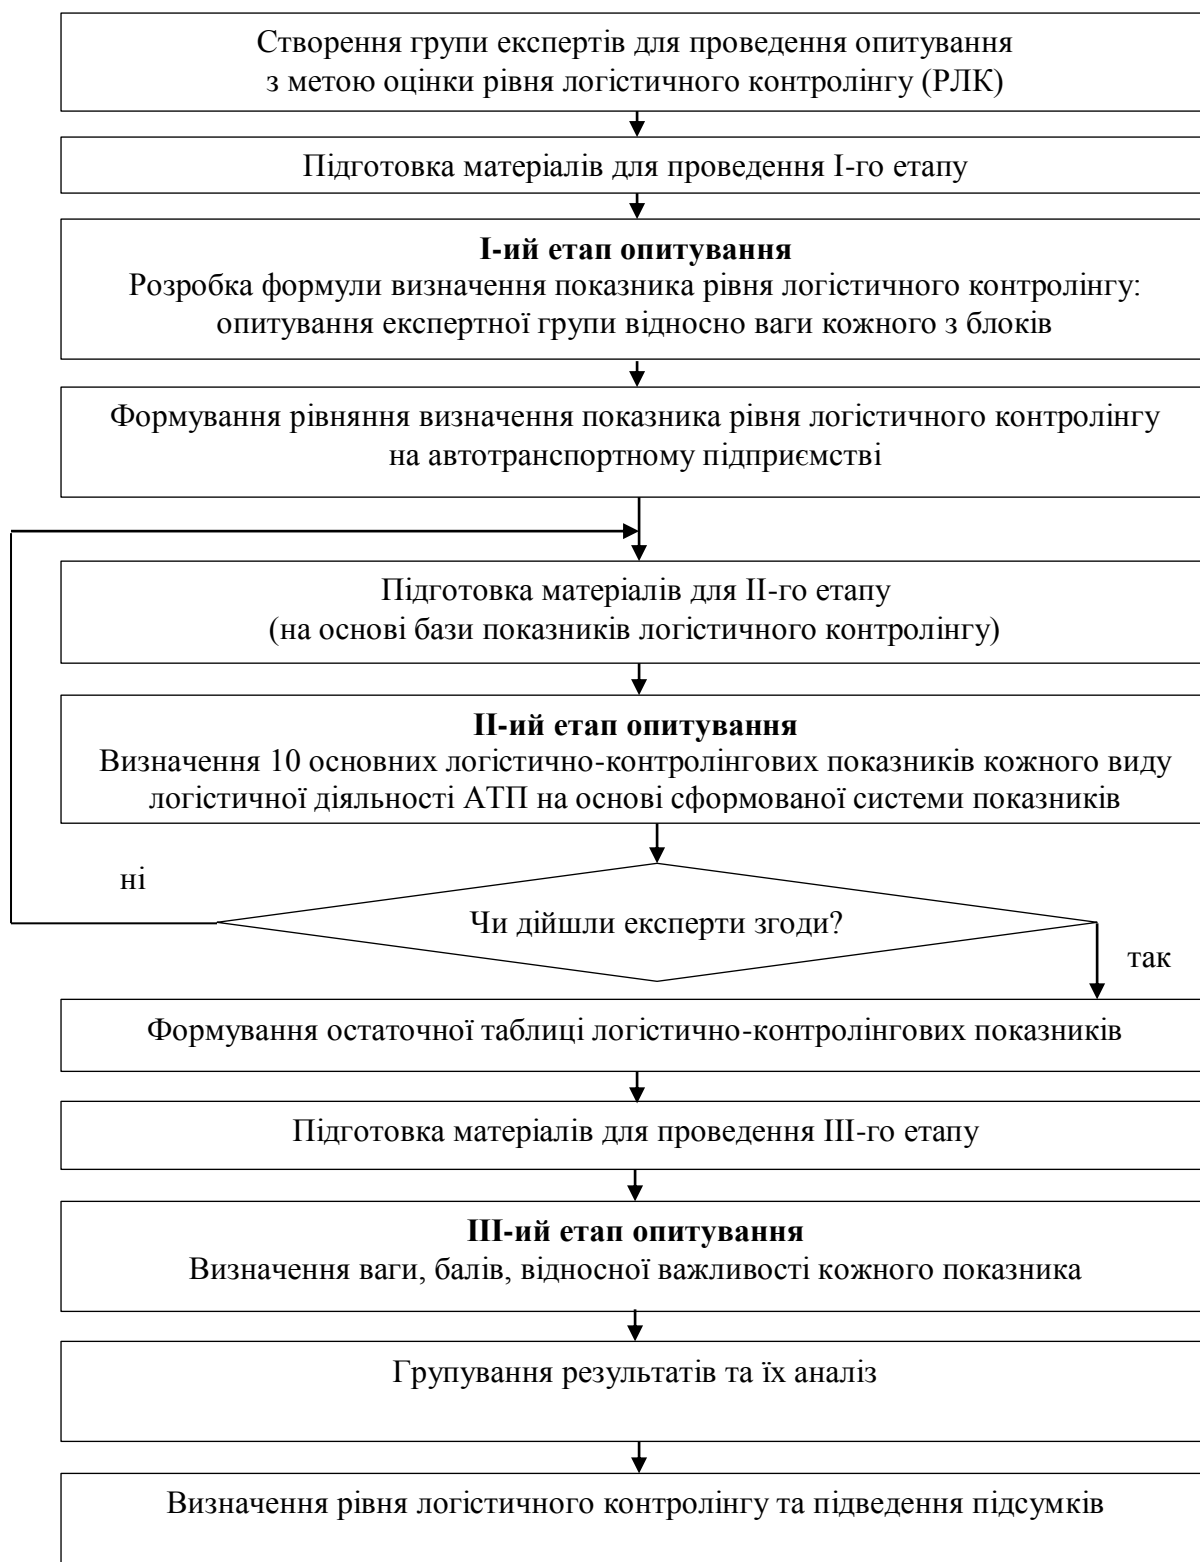 Створення групи експертів для проведення опитування
з метою оцінки рівня логістичного контролінгу (РЛК)
Підготовка матеріалів для проведення І-го етапу
І-ий етап опитування
Розробка формули визначення показника рівня логістичного контролінгу:
опитування експертної групи відносно ваги кожного з блоків
Формування рівняння визначення показника рівня логістичного контролінгу
на автотранспортному підприємстві
Підготовка матеріалів для ІІ-го етапу
(на основі бази показників логістичного контролінгу)
ІІ-ий етап опитування
Визначення 10 основних логістично-контролінгових показників кожного виду
логістичної діяльності АТП на основі сформованої системи показників
ні
Чи дійшли експерти згоди?
так
Формування остаточної таблиці логістично-контролінгових показників
Підготовка матеріалів для проведення ІІІ-го етапу
ІІІ-ий етап опитування
Визначення ваги, балів, відносної важливості кожного показника
Групування результатів та їх аналіз
Визначення рівня логістичного контролінгу та підведення підсумків